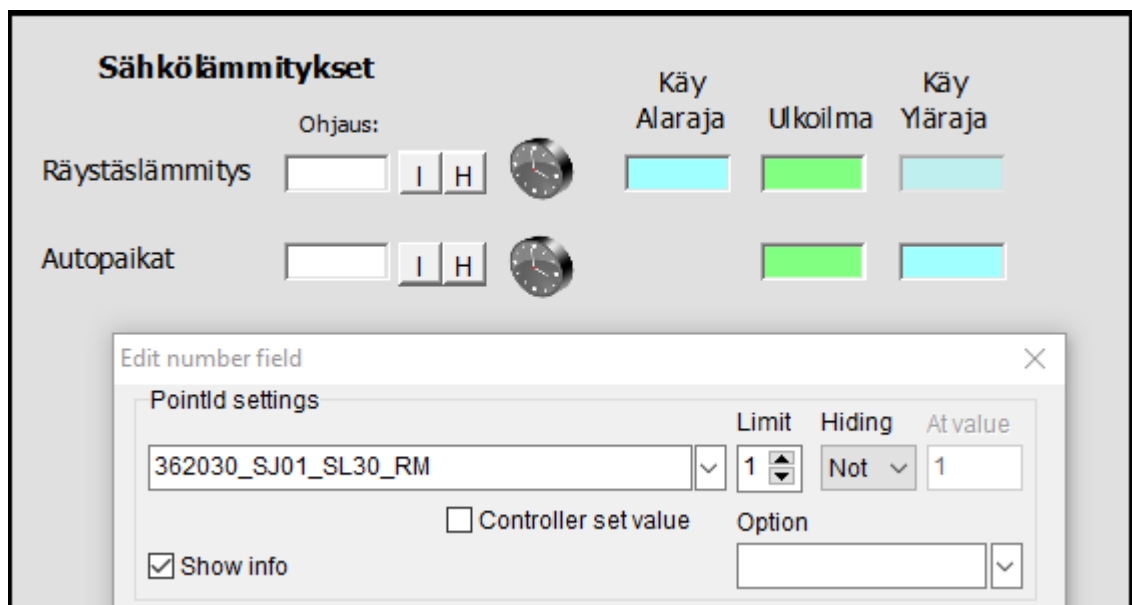 Sähkölämmitykset
Käy Alaraja
Ulkoilma
Käy Yläraja
Ohjaus:
Räystäslämmitys I H
Autopaikat I H
Edit number field
PointId settings
Limit Hiding At value
362030_SJ01_SL30_RM 1 Not 1
Controller set value Option
Show info